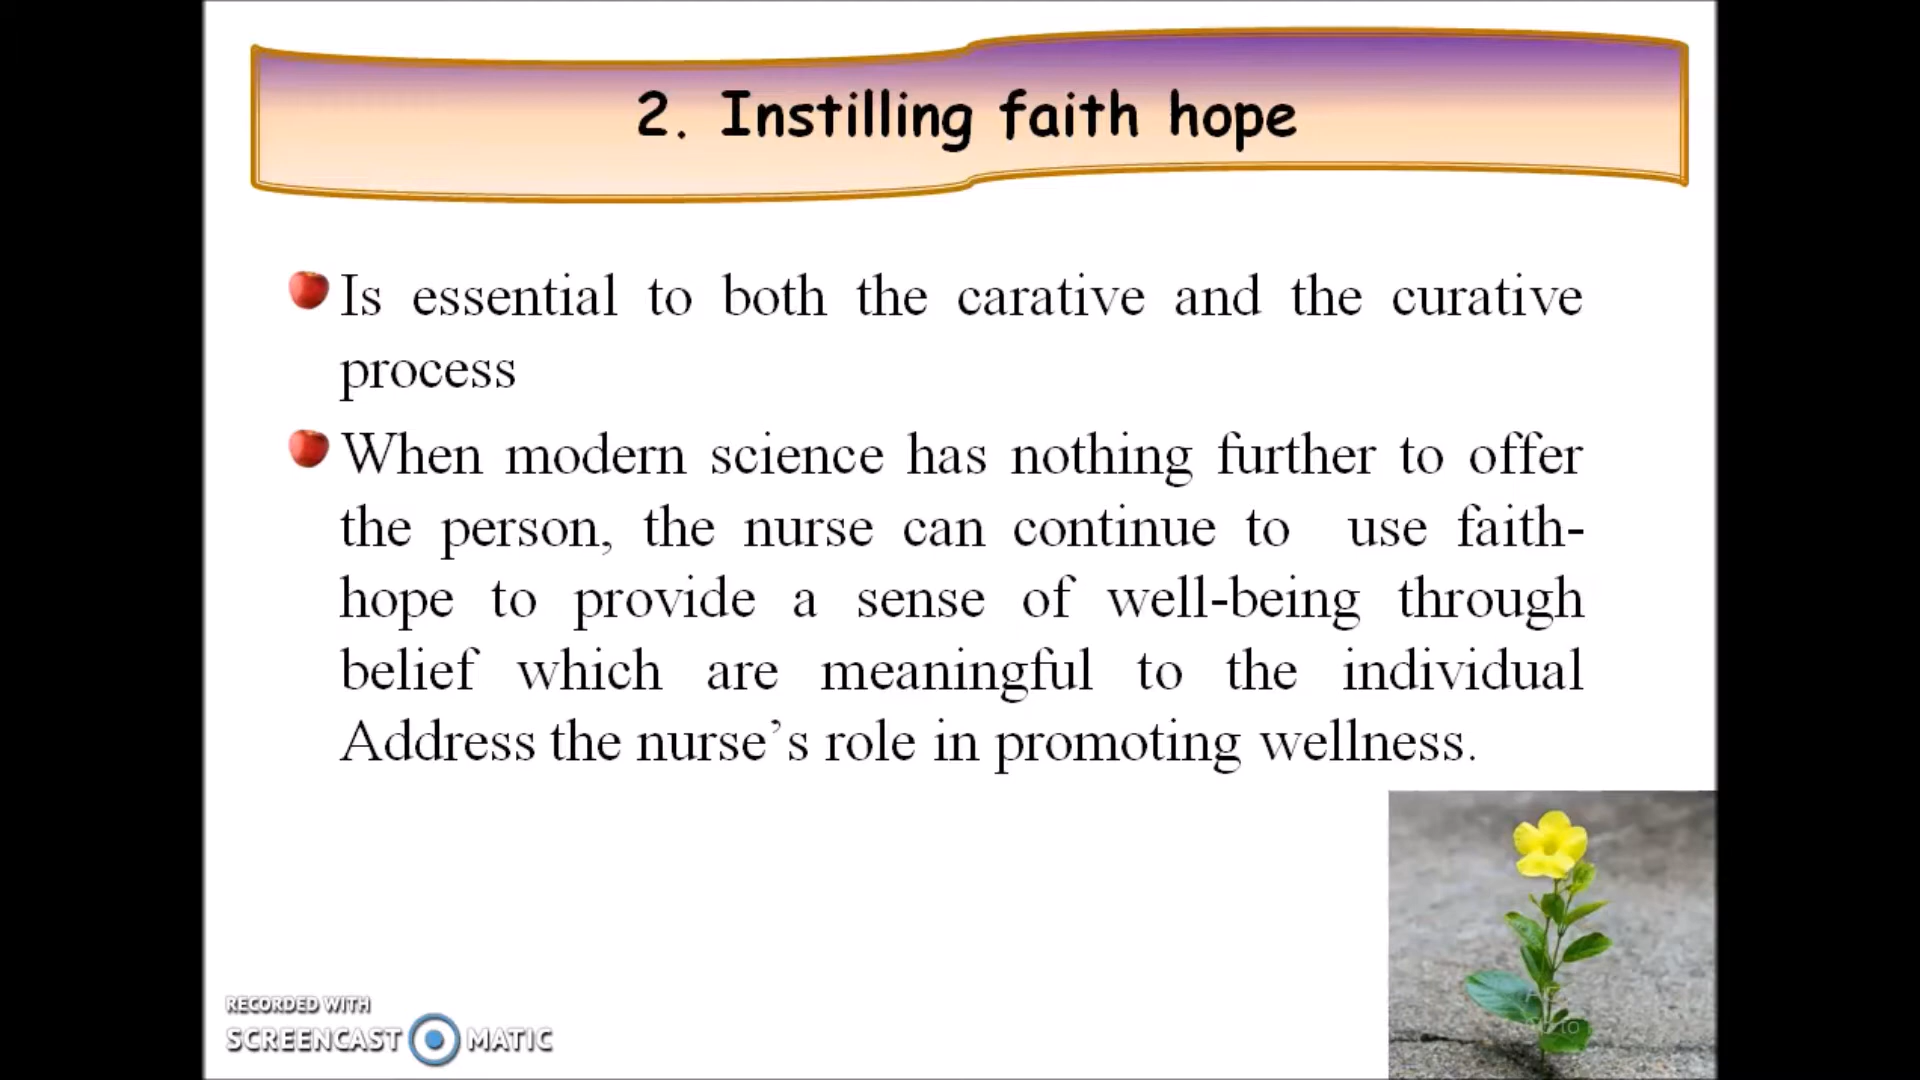 2. Instilling faith hope
Is essential to both the carative and the curative
process
When modern science has nothing further to offer
the person, the nurse can continue to use faith-
hope to provide a sense of well-being through
belief which are meaningful to the individual
Address the nurse’s role in promoting wellness.
RECORDED WITH
SCREENCAST MATIC